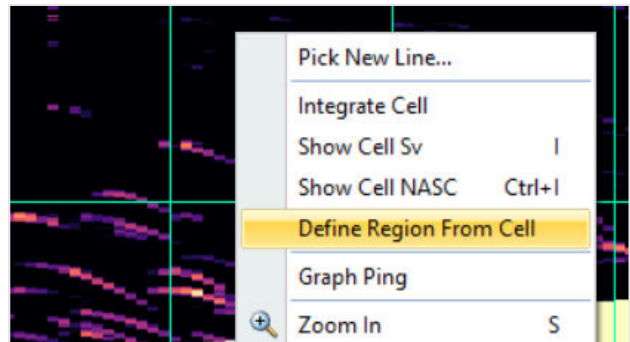 Pick New Line...
Integrate Cell
Show Cell Sv I
Show Cell NASC Ctrl+I
Define Region From Cell
Graph Ping
Zoom In S